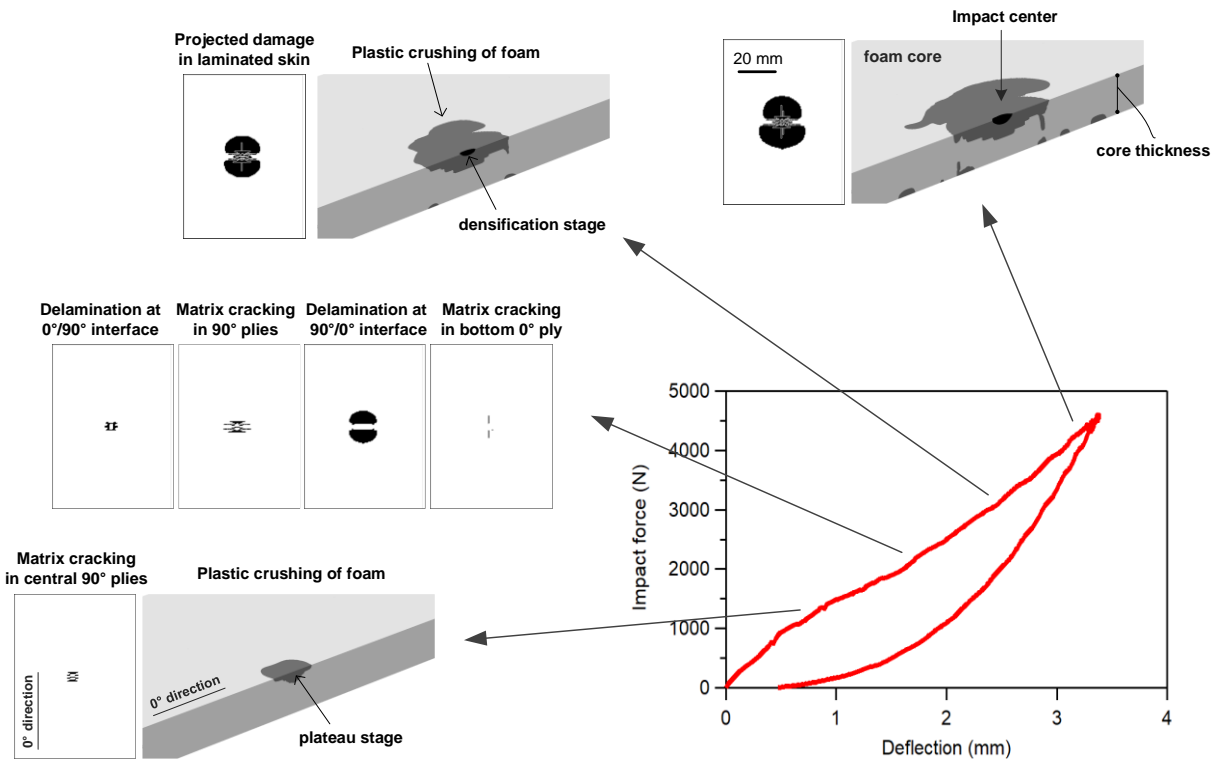 Projected damage
in laminated skin
Plastic crushing of foam
densification stage
Impact center
20 mm
foam core
core thickness
Delamination at
0°/90° interface
Matrix cracking
in 90° plies
Delamination at
90°/0° interface
Matrix cracking
in bottom 0° ply
Matrix cracking
in central 90° plies
Plastic crushing of foam
0° direction
0° direction
plateau stage
Impact force (N)
5000
4000
3000
2000
1000
0
0 1 2 3 4
Deflection (mm)